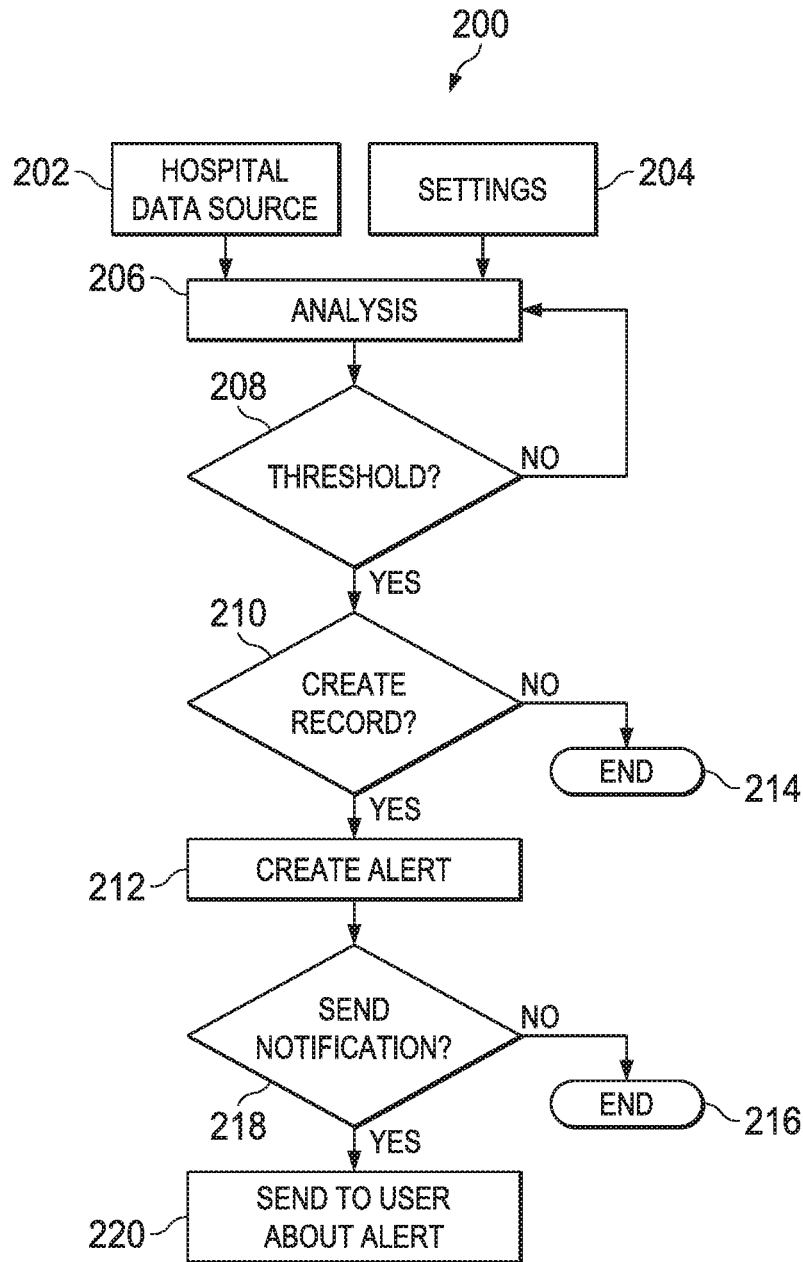 200
202
HOSPITAL
DATA SOURCE
SETTINGS
204
206
ANALYSIS
208
THRESHOLD?
NO
YES
210
CREATE
RECORD?
NO
END
214
YES
212
CREATE ALERT
SEND
NOTIFICATION?
NO
END
216
218
YES
220
SEND TO USER
ABOUT ALERT